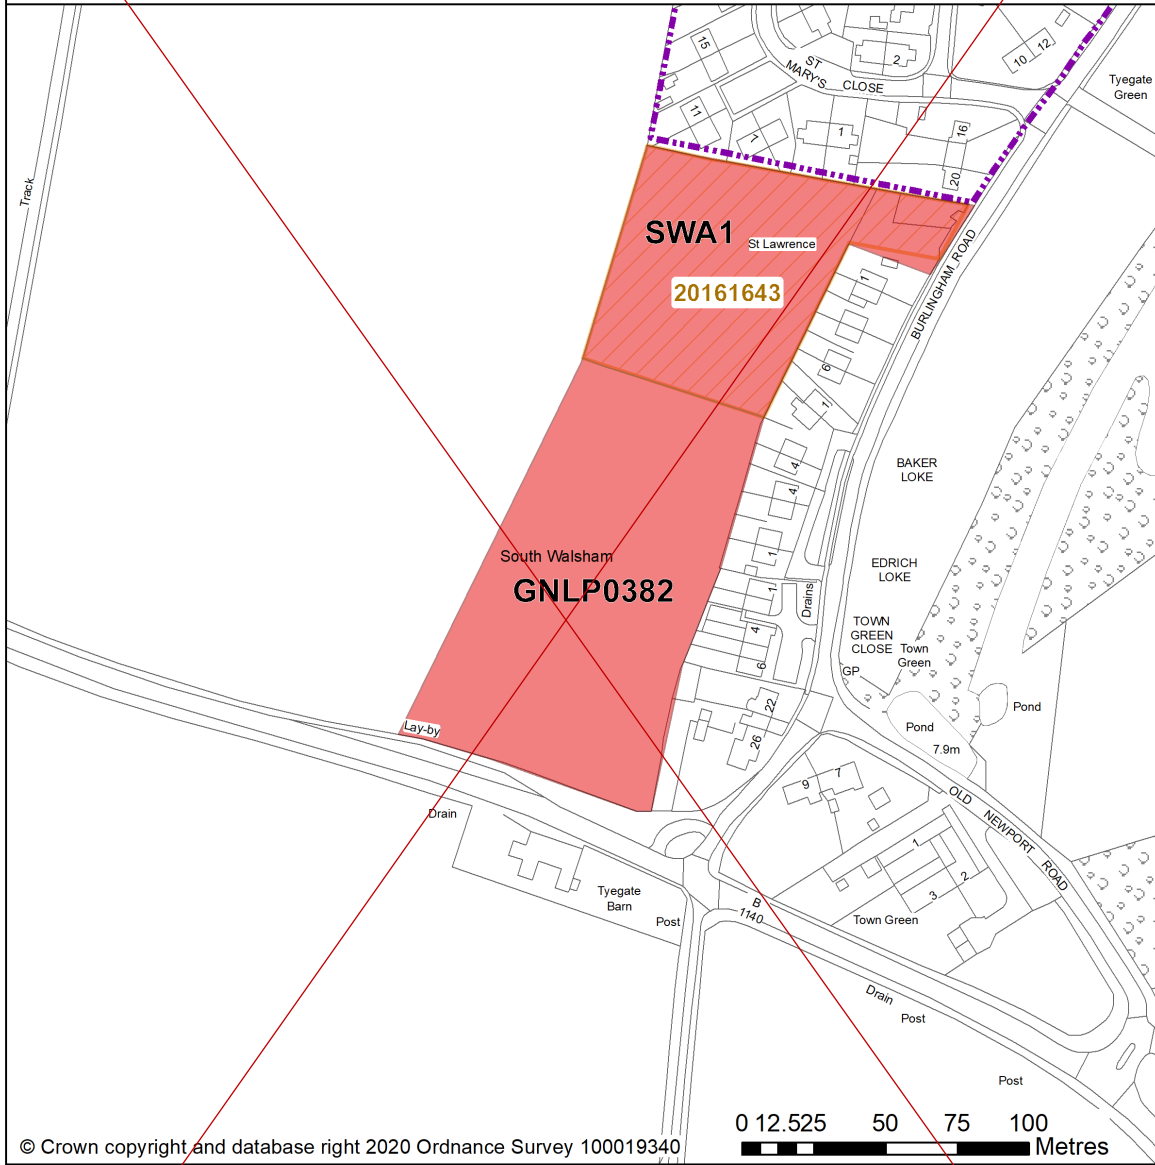 15
ST
MARY'S
CLOSE
2
10
12
Tyegate
Green
11
7
1
16
20
Track
SWA1
St Lawrence
20161643
BURLINGHAM ROAD
1
6
1
4
4
BAKER
LOKE
1
South Walsham
GNLP0382
EDRICH
LOKE
1
Drains
TOWN
GREEN
CLOSE
Town
Green
4
6
GP
22
26
Pond
Pond
7.9m
Lay-by
9
7
OLD NEWPORT ROAD
Drain
1
2
3
Tyegate
Barn
Post
B
1140
Town Green
Drain
Post
Post
0 12.525 50 75 100
Metres
© Crown copyright and database right 2020 Ordnance Survey 100019340